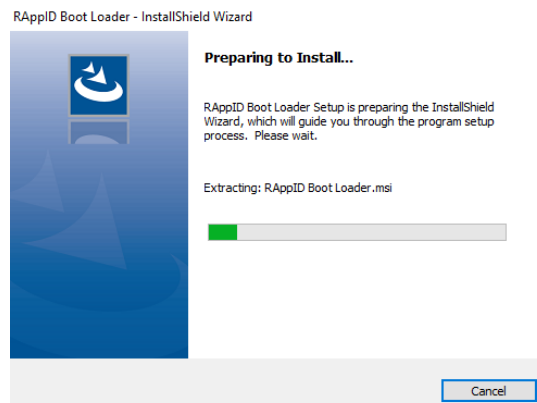 RAppID Boot Loader - InstallShield Wizard
Preparing to Install...
RAppID Boot Loader Setup is preparing the InstallShield
Wizard, which will guide you through the program setup
process. Please wait.
Extracting: RAppID Boot Loader.msi
Cancel